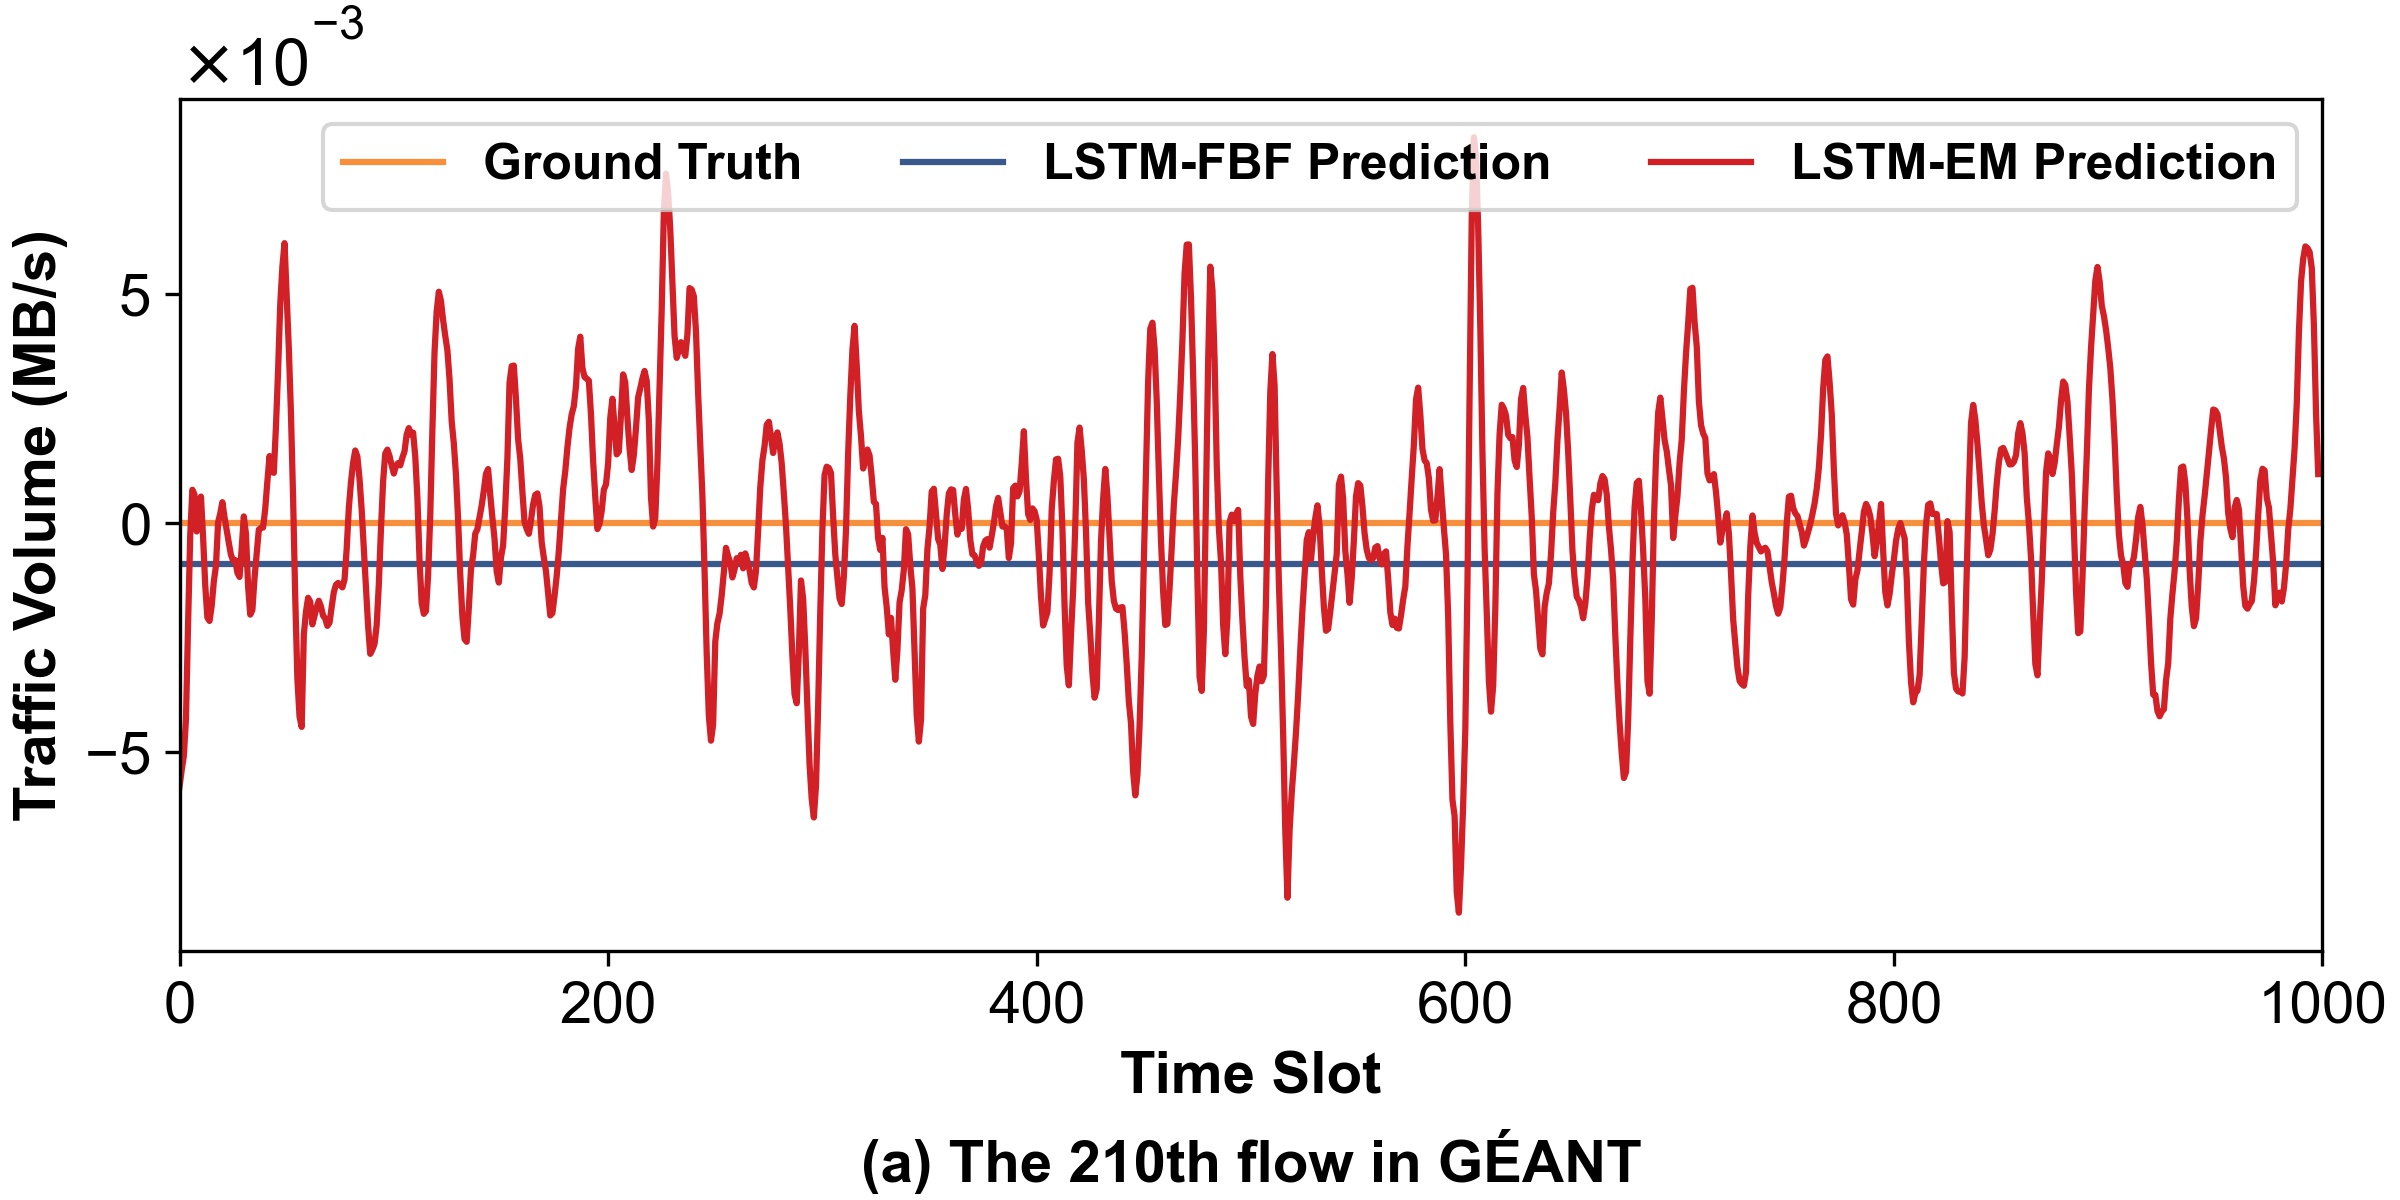 ×10⁻³
Ground Truth LSTM-FBF Prediction LSTM-EM Prediction
Traffic Volume (MB/s)
5
0
−5
0 200 400 600 800 1000
Time Slot
(a) The 210th flow in GÉANT